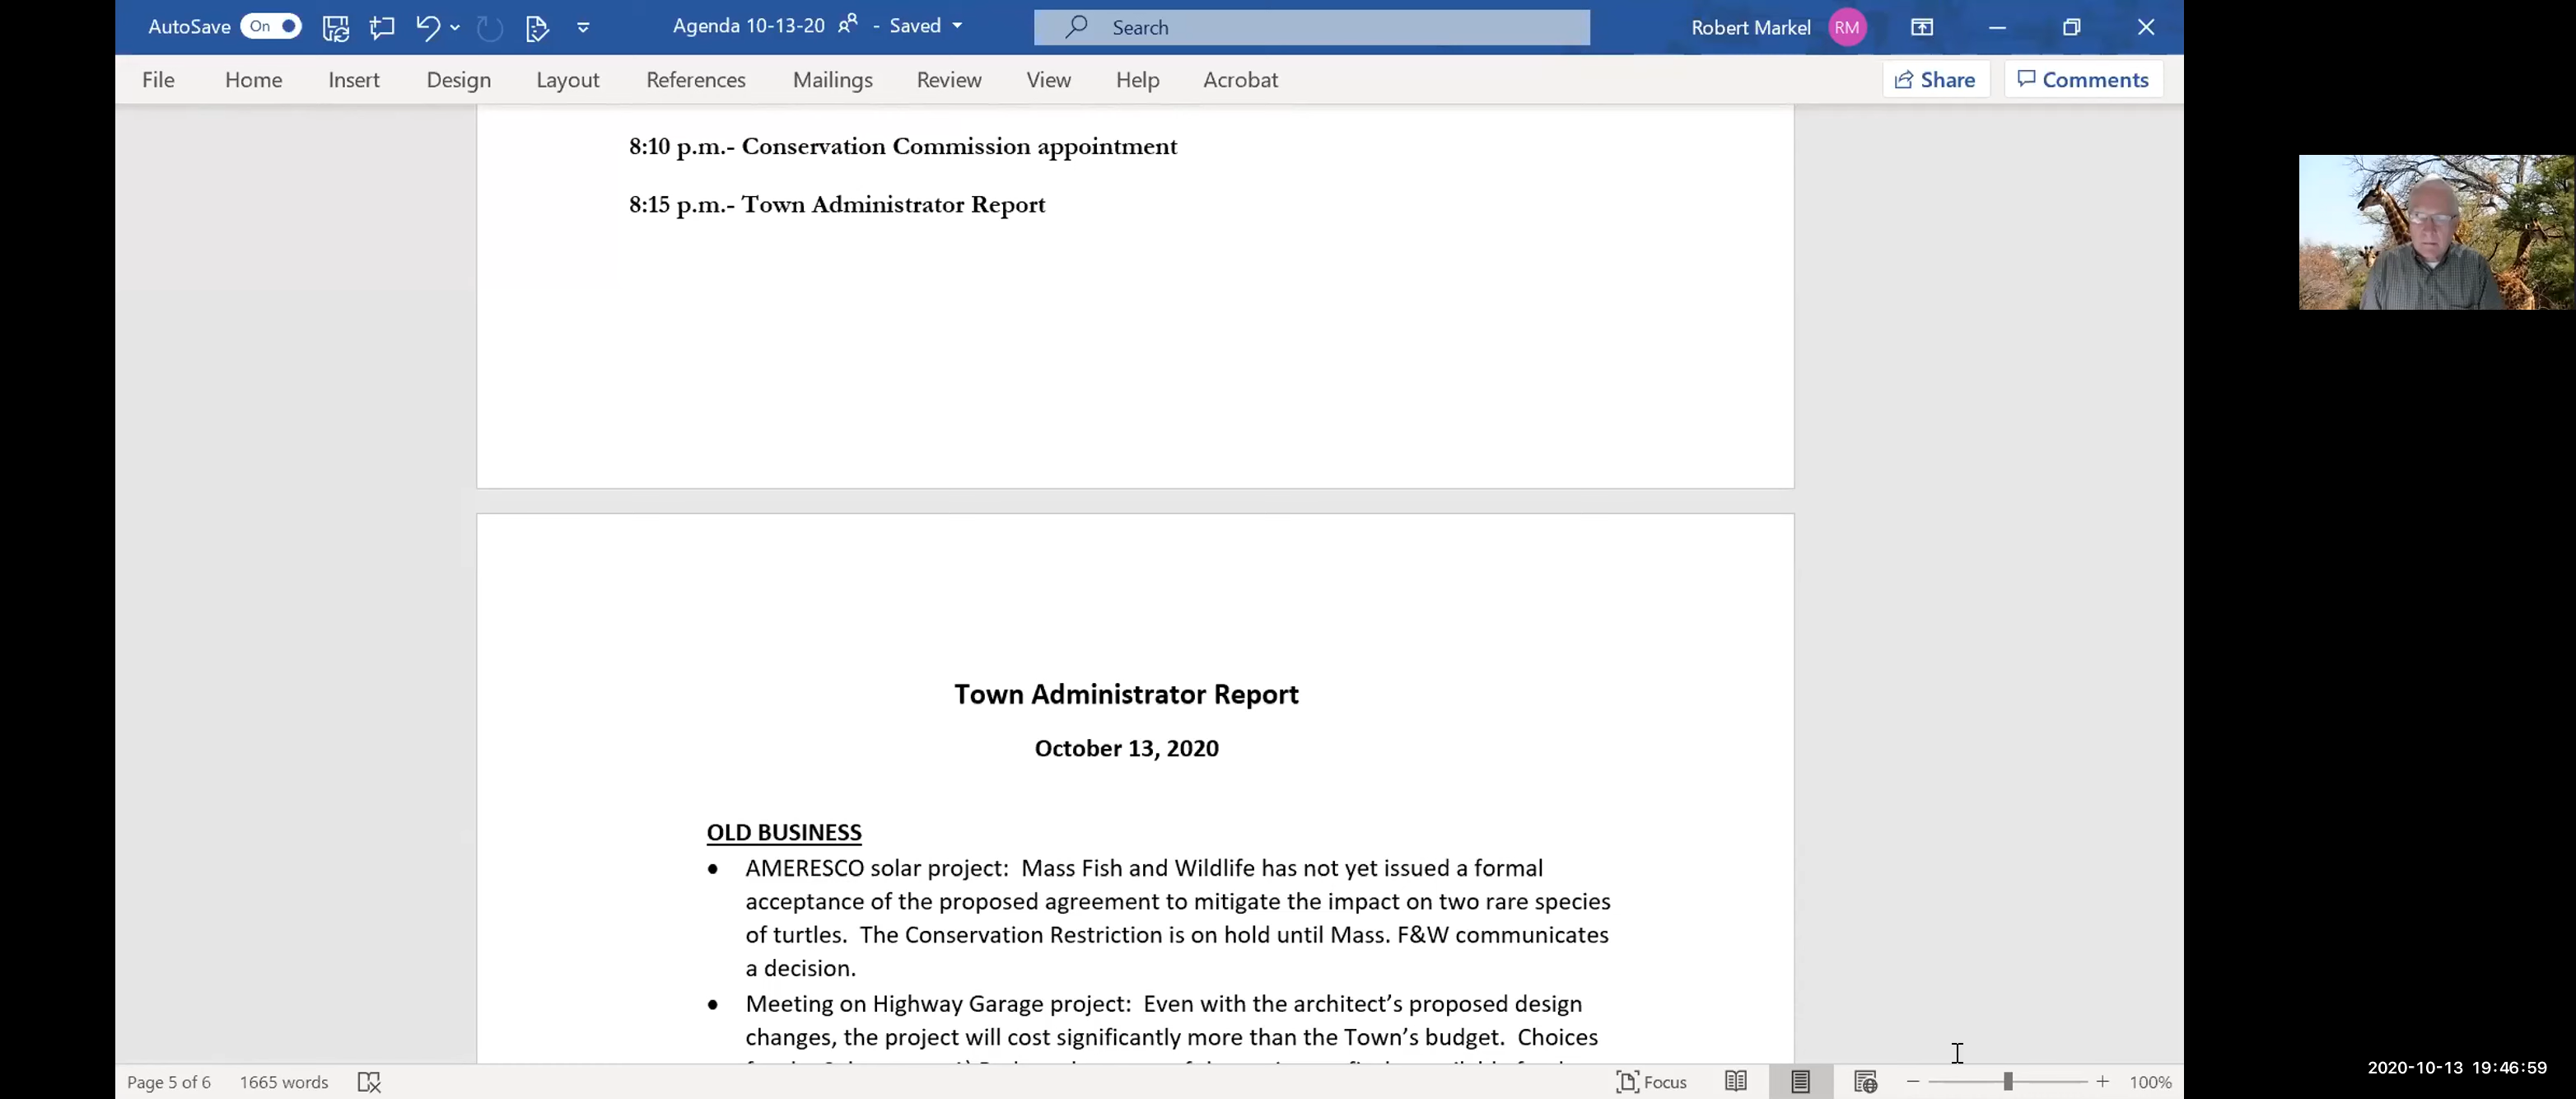 AutoSave On Agenda 10-13-20 - Saved Search Robert Markel RM
File Home Insert Design Layout References Mailings Review View Help Acrobat Share Comments
8:10 p.m.- Conservation Commission appointment
8:15 p.m.- Town Administrator Report
Town Administrator Report
October 13, 2020
OLD BUSINESS
• AMERESCO solar project:  Mass Fish and Wildlife has not yet issued a formal
acceptance of the proposed agreement to mitigate the impact on two rare species
of turtles.  The Conservation Restriction is on hold until Mass. F&W communicates
a decision.
• Meeting on Highway Garage project:  Even with the architect’s proposed design
changes, the project will cost significantly more than the Town’s budget.  Choices
Page 5 of 6 1665 words Focus 100%
2020-10-13 19:46:59